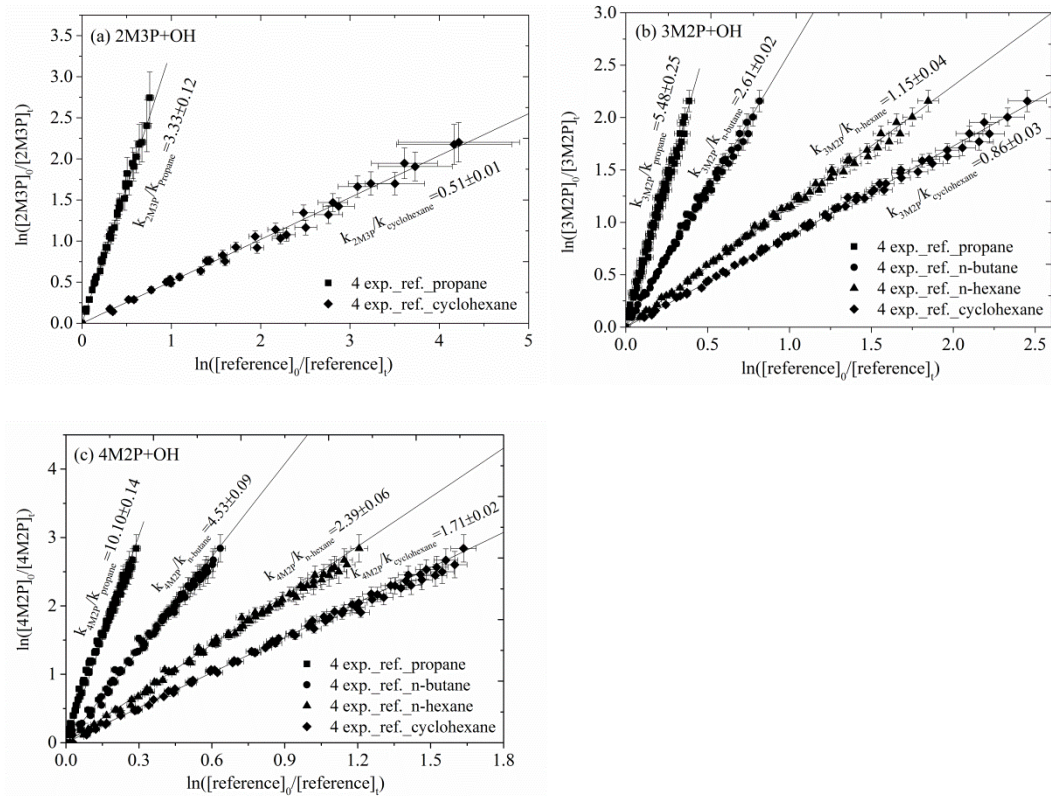 (a) 2M3P+OH
ln([2M3P]₀/[2M3P]ₜ)
3.5
3.0
2.5
2.0
1.5
1.0
0.5
0.0
k₂M₃P/kPropane=3.33±0.12
k₂M₃P/kcyclohexane=0.51±0.01
4 exp._ref._propane
4 exp._ref._cyclohexane
0 1 2 3 4 5
ln([reference]₀/[reference]ₜ)
(b) 3M2P+OH
ln([3M2P]₀/[3M2P]ₜ)
3.0
2.5
2.0
1.5
1.0
0.5
0.0
k₃M₂P/kpropane=5.48±0.25
k₃M₂P/kn-butane=2.61±0.02
k₃M₂P/kn-hexane=1.15±0.04
k₃M₂P/kcyclohexane=0.86±0.03
4 exp._ref._propane
4 exp._ref._n-butane
4 exp._ref._n-hexane
4 exp._ref._cyclohexane
0.0 0.5 1.0 1.5 2.0 2.5
ln([reference]₀/[reference]ₜ)
(c) 4M2P+OH
ln([4M2P]₀/[4M2P]ₜ)
4
3
2
1
0
k₄M₂P/kpropane=10.10±0.14
k₄M₂P/kn-butane=4.53±0.09
k₄M₂P/kn-hexane=2.39±0.06
k₄M₂P/kcyclohexane=1.71±0.02
4 exp._ref._propane
4 exp._ref._n-butane
4 exp._ref._n-hexane
4 exp._ref._cyclohexane
0.0 0.3 0.6 0.9 1.2 1.5 1.8
ln([reference]₀/[reference]ₜ)